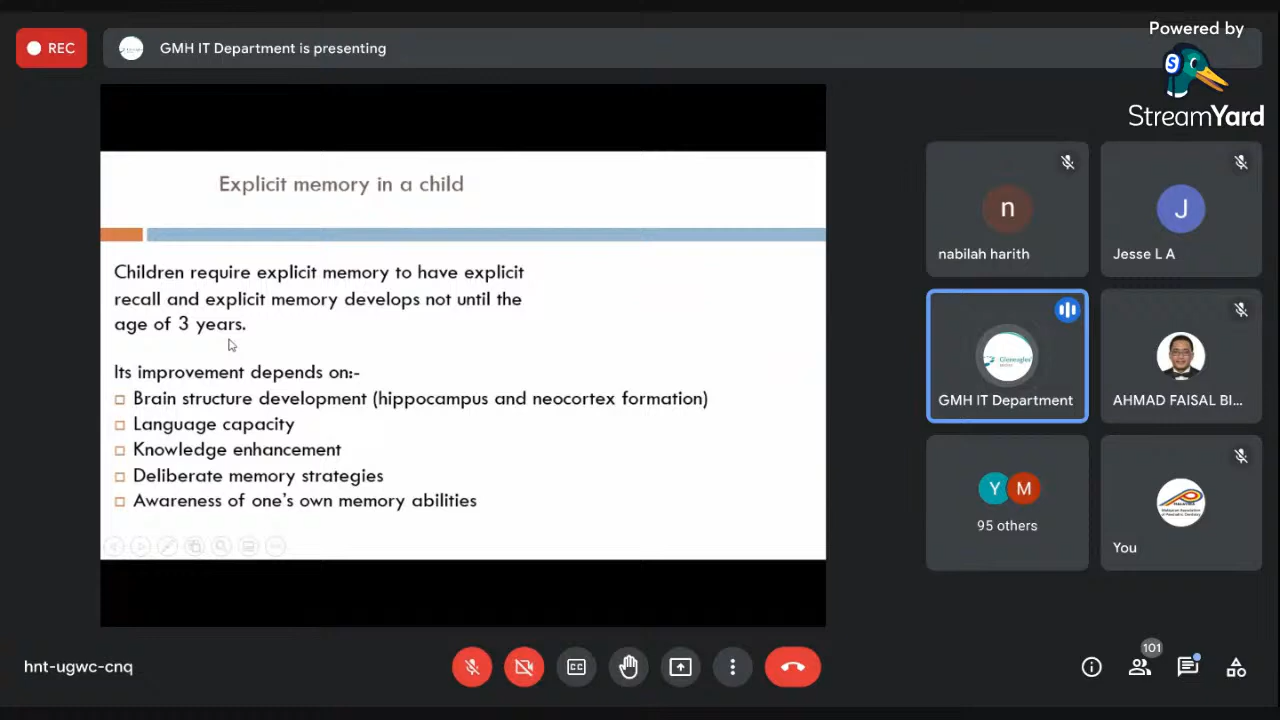 Powered by
StreamYard
REC
GMH IT Department is presenting
Explicit memory in a child
Children require explicit memory to have explicit
recall and explicit memory develops not until the
age of 3 years.
Its improvement depends on:-
Brain structure development (hippocampus and neocortex formation)
Language capacity
Knowledge enhancement
Deliberate memory strategies
Awareness of one's own memory abilities
n
nabilah harith
J
Jesse L A
Gleneagles
GMH IT Department
AHMAD FAISAL BI...
Y M
95 others
You
hnt-ugwc-cnq
CC
101